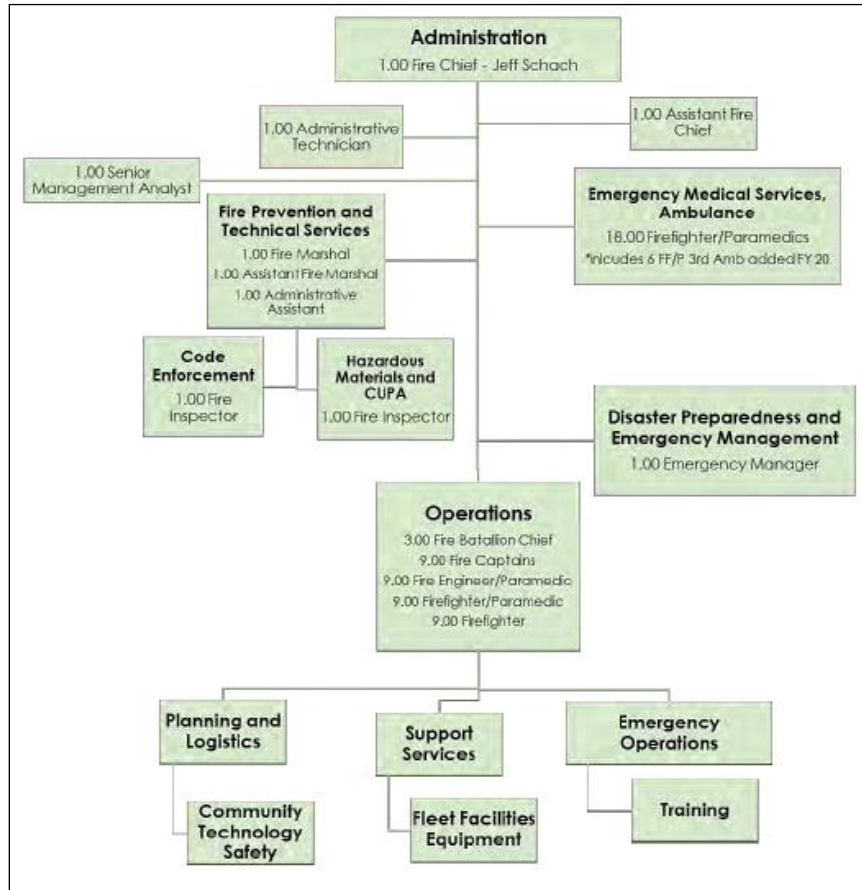 Administration
1.00 Fire Chief - Jeff Schach
1.00 Administrative
Technician
1.00 Assistant Fire
Chief
1.00 Senior
Management Analyst
Fire Prevention and
Technical Services
1.00 Fire Marshal
1.00 Assistant Fire Marshal
1.00 Administrative
Assistant
Emergency Medical Services,
Ambulance
18.00 Firefighter/Paramedics
*includes 6 FF/P 3rd Amb added FY 20
Code
Enforcement
1.00 Fire
Inspector
Hazardous
Materials and
CUPA
1.00 Fire Inspector
Disaster Preparedness and
Emergency Management
1.00 Emergency Manager
Operations
3.00 Fire Batallion Chief
9.00 Fire Captains
9.00 Fire Engineer/Paramedic
9.00 Firefighter/Paramedic
9.00 Firefighter
Planning and
Logistics
Support
Services
Emergency
Operations
Community
Technology
Safety
Fleet Facilities
Equipment
Training